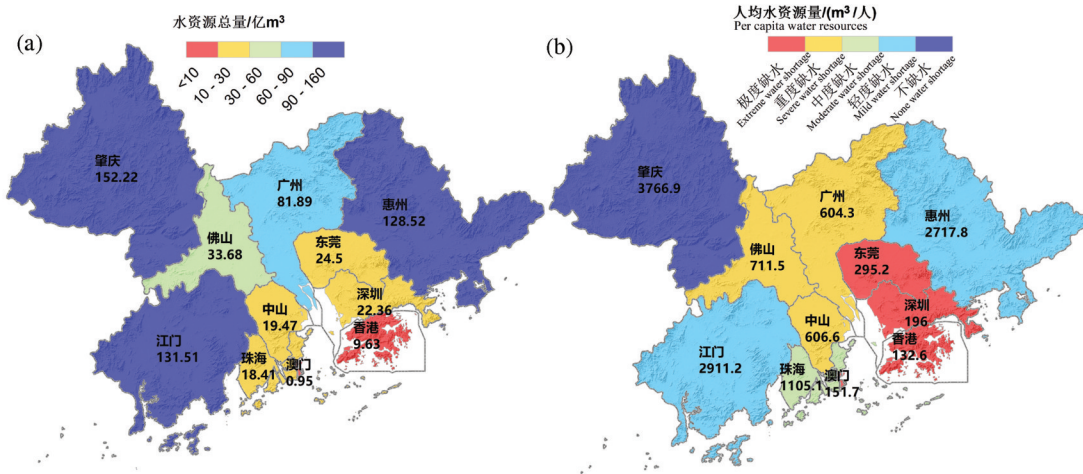 (a)
水资源总量/亿m³
<10
10 - 30
30 - 60
60 - 90
90 - 160
肇庆
152.22
广州
81.89
惠州
128.52
佛山
33.68
东莞
24.5
深圳
22.36
中山
19.47
香港
9.63
江门
131.51
珠海
18.41
澳门
0.95
(b)
人均水资源量/(m³/人)
Per capita water resources
极度缺水
Extreme water shortage
重度缺水
Severe water shortage
中度缺水
Moderate water shortage
轻度缺水
Mild water shortage
不缺水
None water shortage
肇庆
3766.9
广州
604.3
惠州
2717.8
佛山
711.5
东莞
295.2
深圳
196
中山
606.6
香港
132.6
江门
2911.2
珠海
1105.1
澳门
151.7